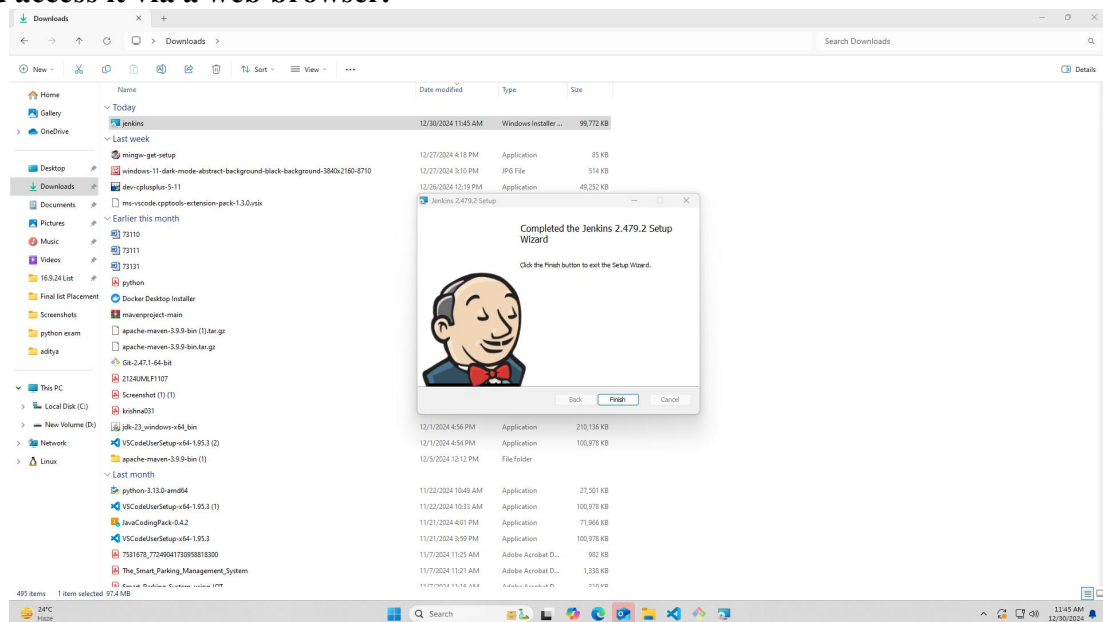 access it via a web browser.
Downloads
Downloads
Search Downloads
New
Sort
View
Details
Name
Date modified
Type
Size
Home
Gallery
OneDrive
Desktop
Downloads
Documents
Pictures
Music
Videos
16.9.24 List
Final list Placement
Screenshots
python exam
aditya
This PC
Local Disk (C:)
New Volume (D:)
Network
Linux
Today
jenkins 12/30/2024 11:45 AM Windows Installer ... 99,772 KB
Last week
mingw-get-setup 12/27/2024 4:18 PM Application 85 KB
windows-11-dark-mode-abstract-background-black-background-3840x2160-8710 12/27/2024 3:10 PM JPG File 514 KB
dev-cplusplus-5-11 12/26/2024 12:19 PM Application 49,252 KB
ms-vscode.cpptools-extension-pack-1.3.0.vsix
Earlier this month
73110
73111
73131
python
Docker Desktop Installer
mavenproject-main
apache-maven-3.9.9-bin (1).tar.gz
apache-maven-3.9.9-bin.tar.gz
Git-2.47.1-64-bit
2124UMLF1107
Screenshot (1) (1)
krishna031
jdk-23_windows-x64_bin 12/1/2024 4:56 PM Application 210,136 KB
VSCodeUserSetup-x64-1.95.3 (2) 12/1/2024 4:54 PM Application 100,978 KB
apache-maven-3.9.9-bin (1) 12/5/2024 12:12 PM File folder
Last month
python-3.13.0-amd64 11/22/2024 10:49 AM Application 27,501 KB
VSCodeUserSetup-x64-1.95.3 (1) 11/22/2024 10:33 AM Application 100,978 KB
JavaCodingPack-0.4.2 11/21/2024 4:01 PM Application 71,966 KB
VSCodeUserSetup-x64-1.95.3 11/21/2024 3:59 PM Application 100,978 KB
7531678_77249041730958818300 11/7/2024 11:25 AM Adobe Acrobat D... 982 KB
The_Smart_Parking_Management_System 11/7/2024 11:21 AM Adobe Acrobat D... 1,338 KB
Jenkins 2.479.2 Setup
Completed the Jenkins 2.479.2 Setup
Wizard
Click the Finish button to exit the Setup Wizard.
Back Finish Cancel
495 items 1 item selected 97.4 MB
24°C
Haze
Search
11:45 AM
12/30/2024